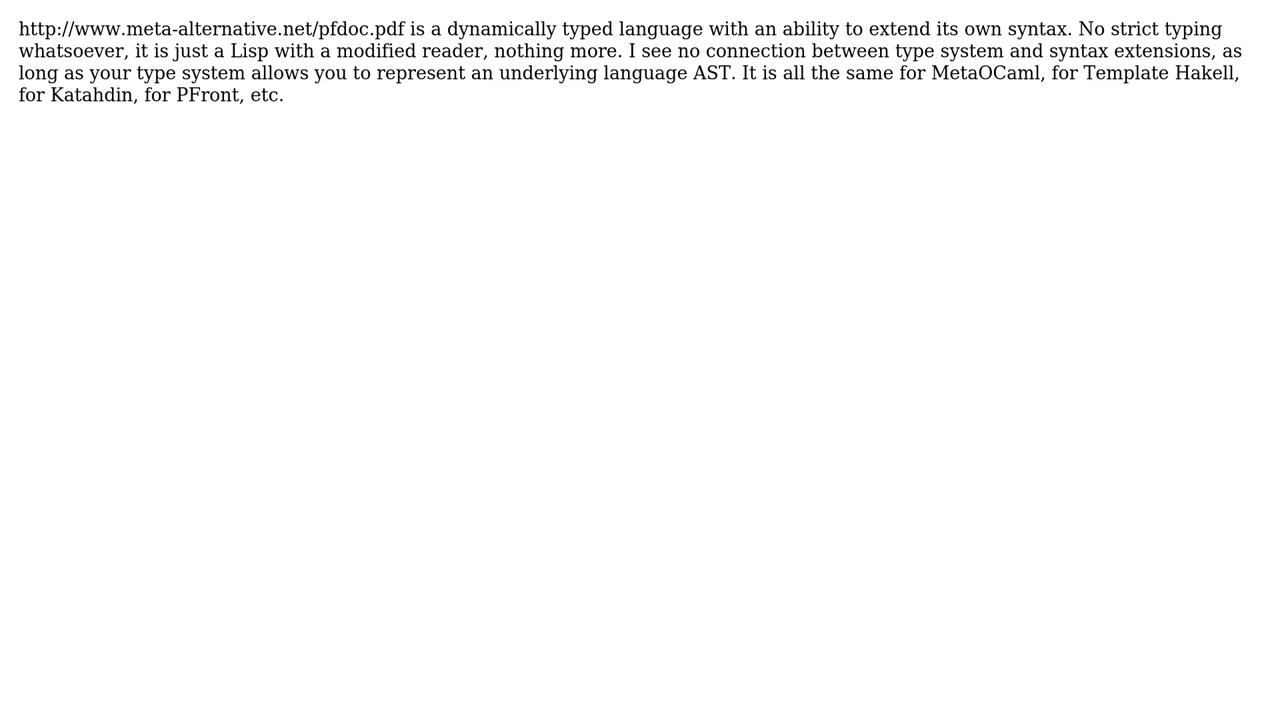 http://www.meta-alternative.net/pfdoc.pdf is a dynamically typed language with an ability to extend its own syntax. No strict typing
whatsoever, it is just a Lisp with a modified reader, nothing more. I see no connection between type system and syntax extensions, as
long as your type system allows you to represent an underlying language AST. It is all the same for MetaOCaml, for Template Hakell,
for Katahdin, for PFront, etc.